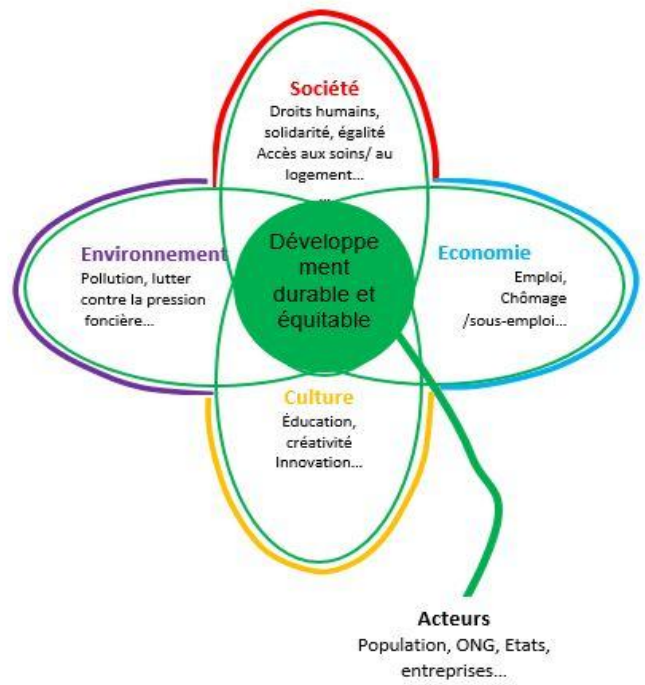 Société
Droits humains,
solidarité, égalité
Accès aux soins/ au
logement...
...
Environnement
Pollution, lutter
contre la pression
foncière...
Développe
ment
durable et
équitable
Economie
Emploi,
Chômage
/sous-emploi...
Culture
Éducation,
créativité
Innovation...
Acteurs
Population, ONG, Etats,
entreprises...